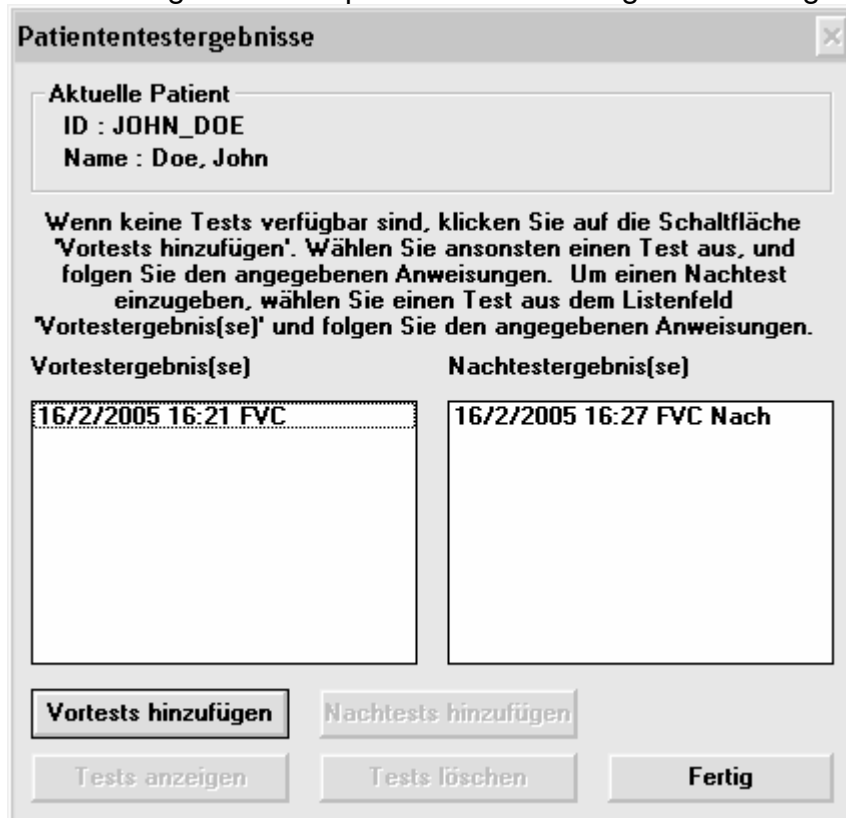 Patiententestergebnisse
Aktuelle Patient
ID : JOHN_DOE
Name : Doe, John
Wenn keine Tests verfügbar sind, klicken Sie auf die Schaltfläche
'Vortests hinzufügen'. Wählen Sie ansonsten einen Test aus, und
folgen Sie den angegebenen Anweisungen. Um einen Nachtest
einzugeben, wählen Sie einen Test aus dem Listenfeld
'Vortestergebnis(se)' und folgen Sie den angegebenen Anweisungen.
Vortestergebnis(se)
16/2/2005 16:21 FVC
Nachtestergebnis(se)
16/2/2005 16:27 FVC Nach
Vortests hinzufügen
Nachtests hinzufügen
Tests anzeigen
Tests löschen
Fertig